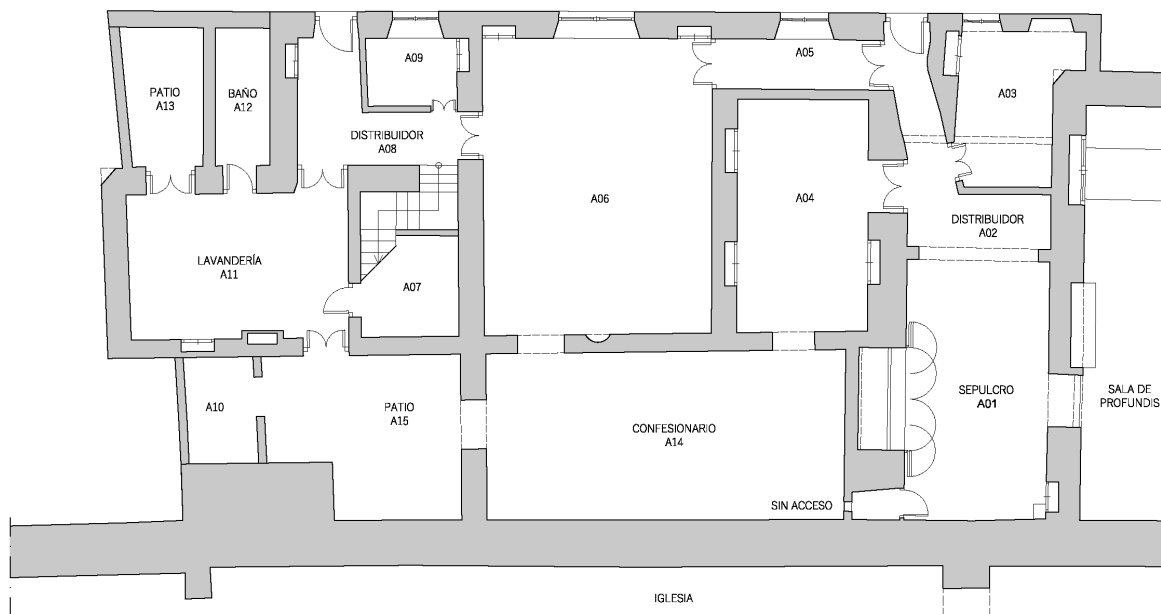 A09
A05
PATIO
A13
BAÑO
A12
A03
DISTRIBUIDOR
A08
A06
A04
DISTRIBUIDOR
A02
LAVANDERÍA
A11
A07
SEPULCRO
A01
SALA DE
PROFUNDIS
A10
PATIO
A15
CONFESIONARIO
A14
SIN ACCESO
IGLESIA